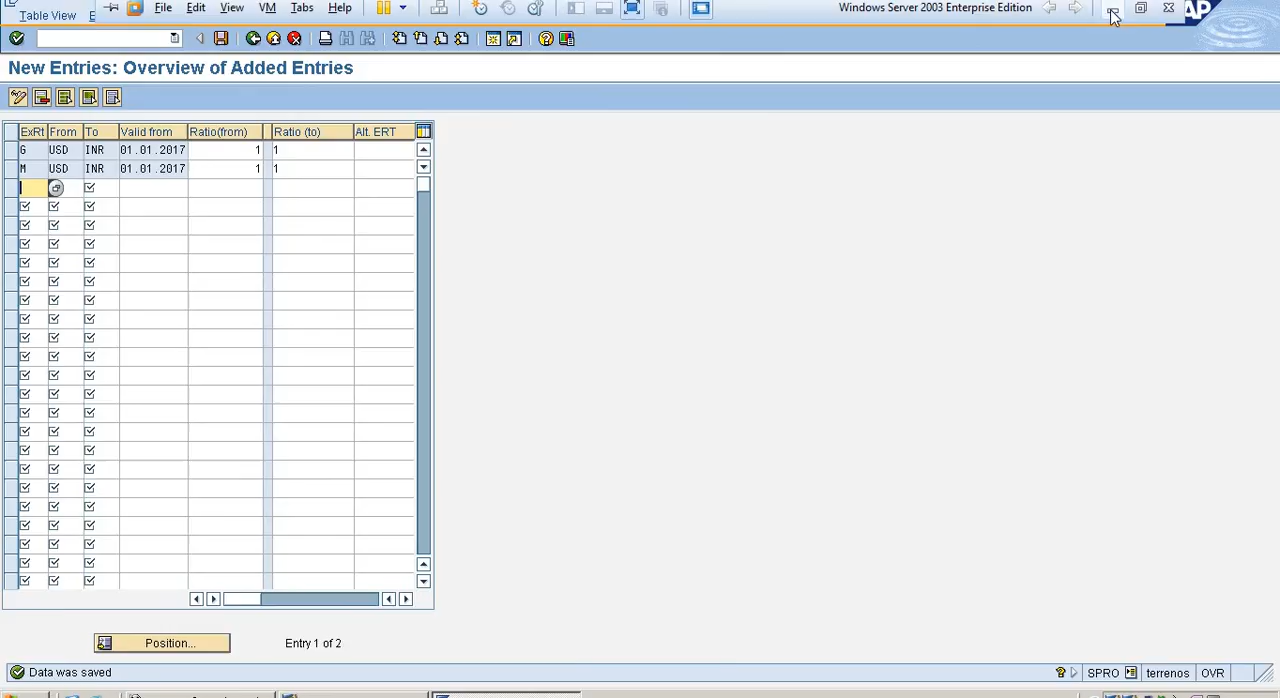 File Edit View VM Tabs Help Windows Server 2003 Enterprise Edition
Table View E AP
New Entries: Overview of Added Entries
ExRt From To Valid from Ratio(from) Ratio (to) Alt. ERT
G USD INR 01.01.2017 1 1
M USD INR 01.01.2017 1 1
Position... Entry 1 of 2
Data was saved SPRO terrenos OVR